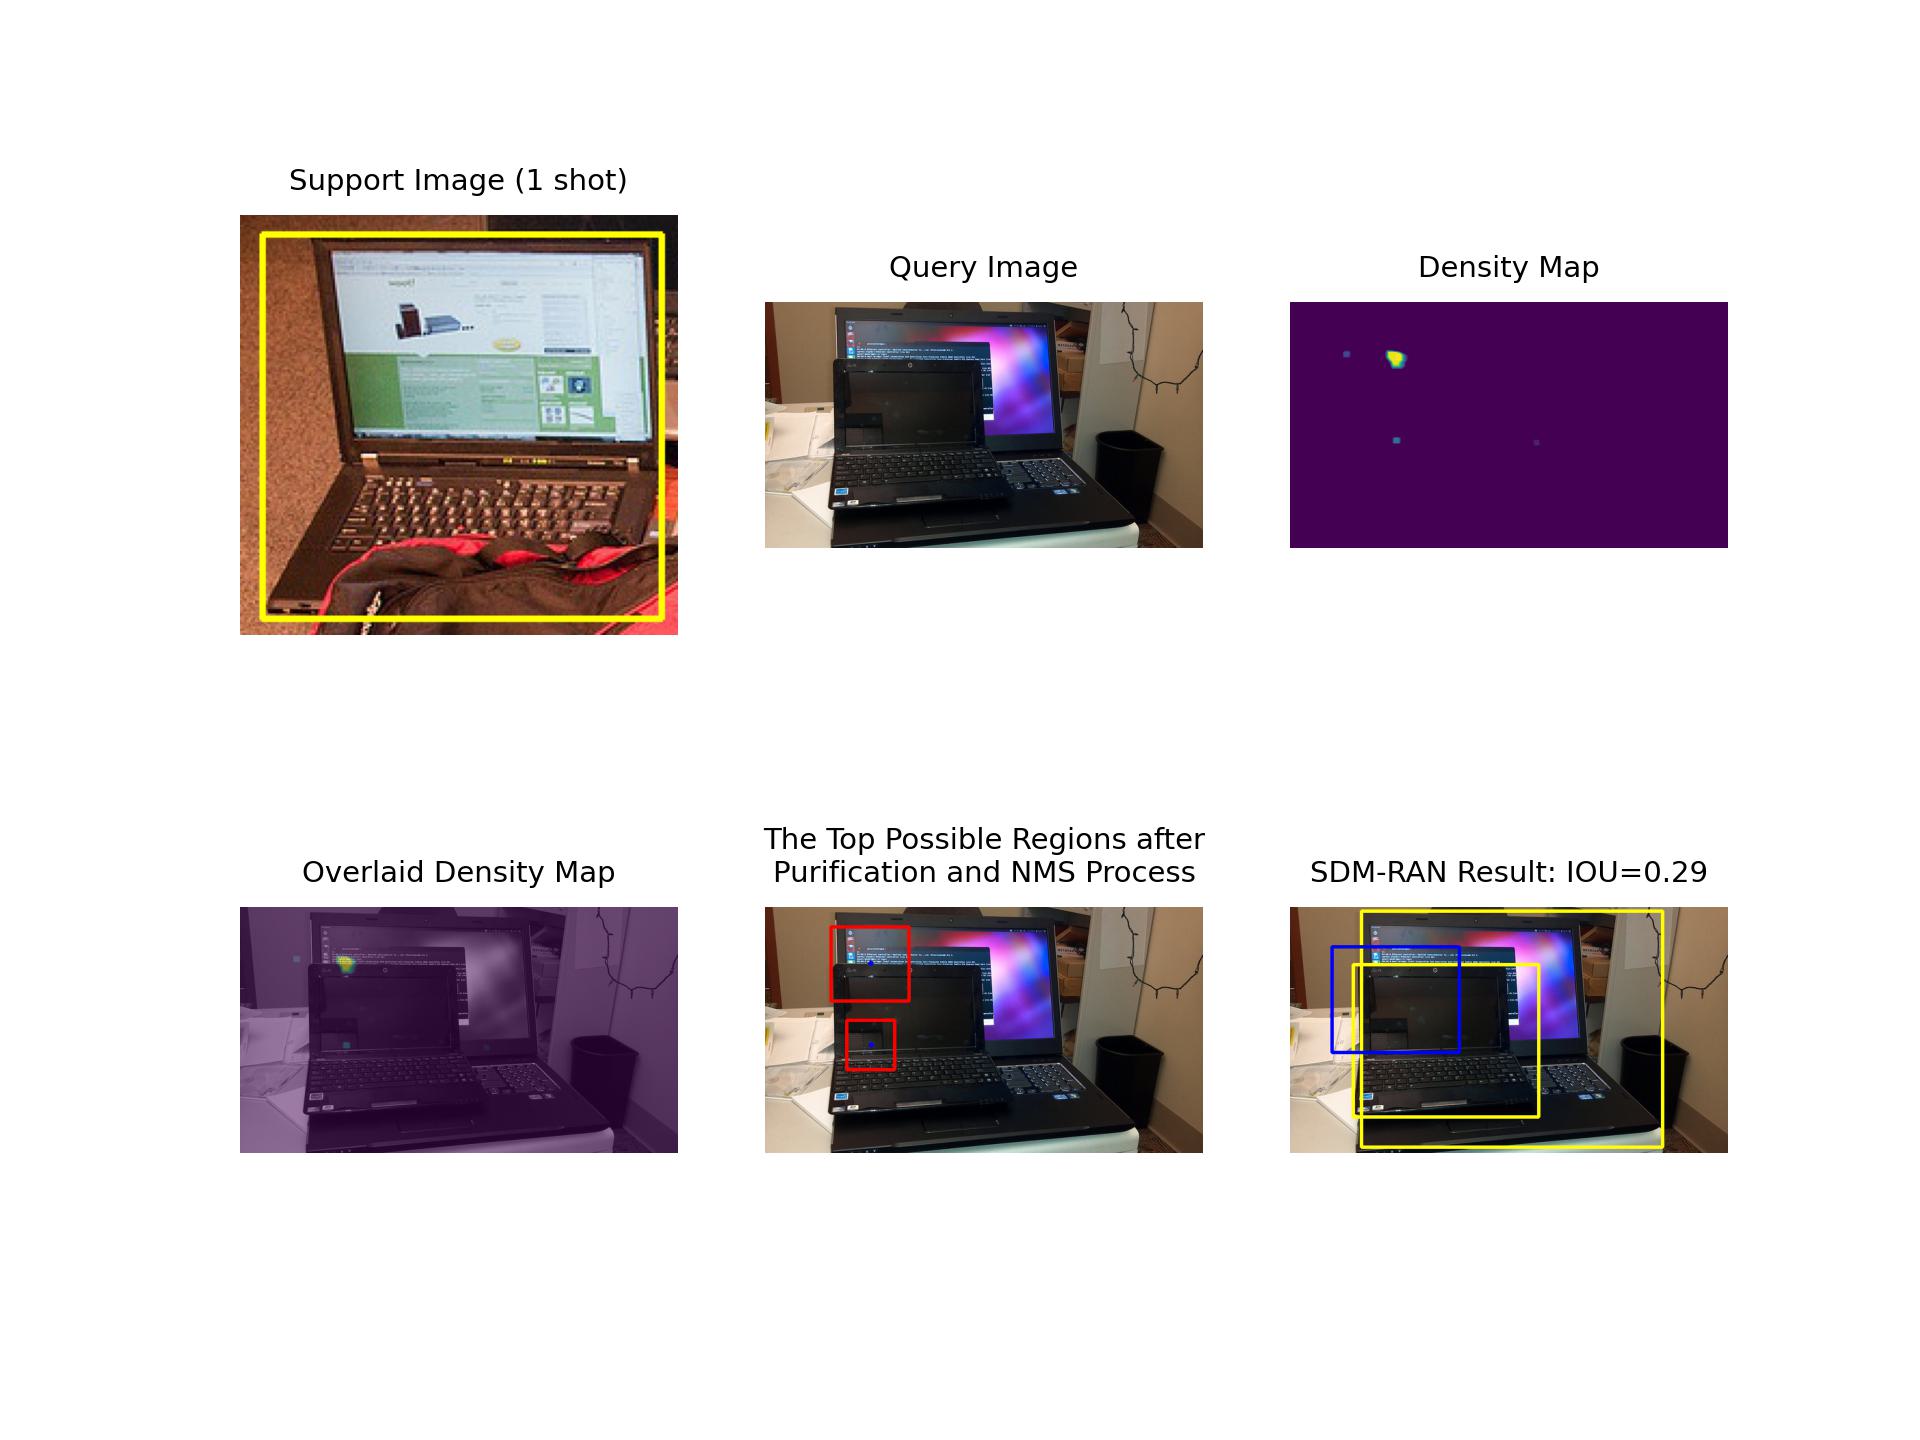 Support Image (1 shot)
Query Image
Density Map
Overlaid Density Map
The Top Possible Regions after
Purification and NMS Process
SDM-RAN Result: IOU=0.29